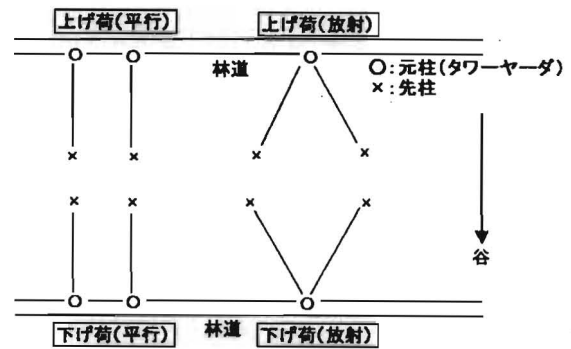 上げ荷(平行)
上げ荷(放射)
林道
O:元柱(タワーヤーダ)
×:先柱
谷
下げ荷(平行)
林道
下げ荷(放射)